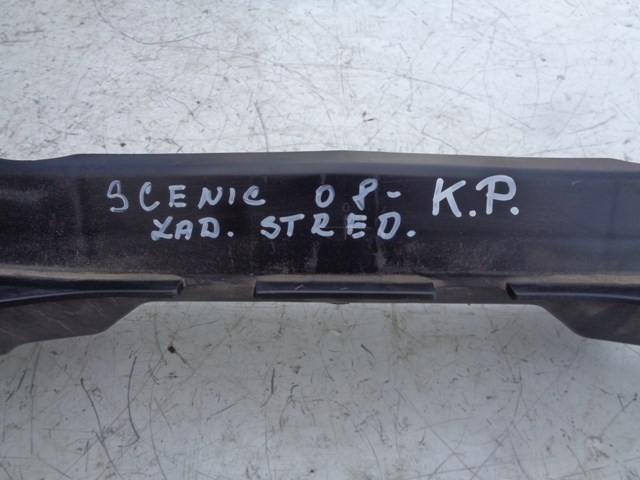 SCENIC 08- K.P.
ZAD. STRED.